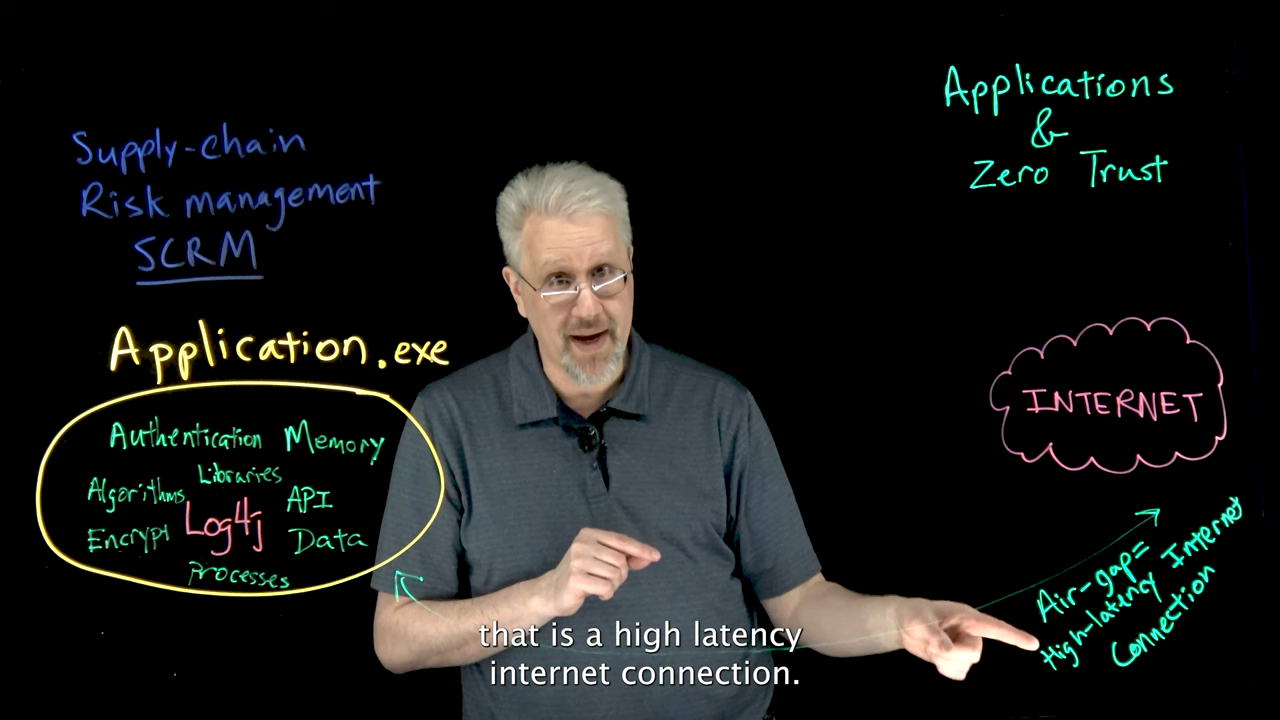 Supply-chain
Risk management
SCRM
Applications
&
Zero Trust
Application.exe
Authentication Memory
Libraries
Algorithms
API
Log4j
Encrypt
Data
Processes
INTERNET
Air-gap=
High-latency Internet
Connection
that is a high latency
internet connection.